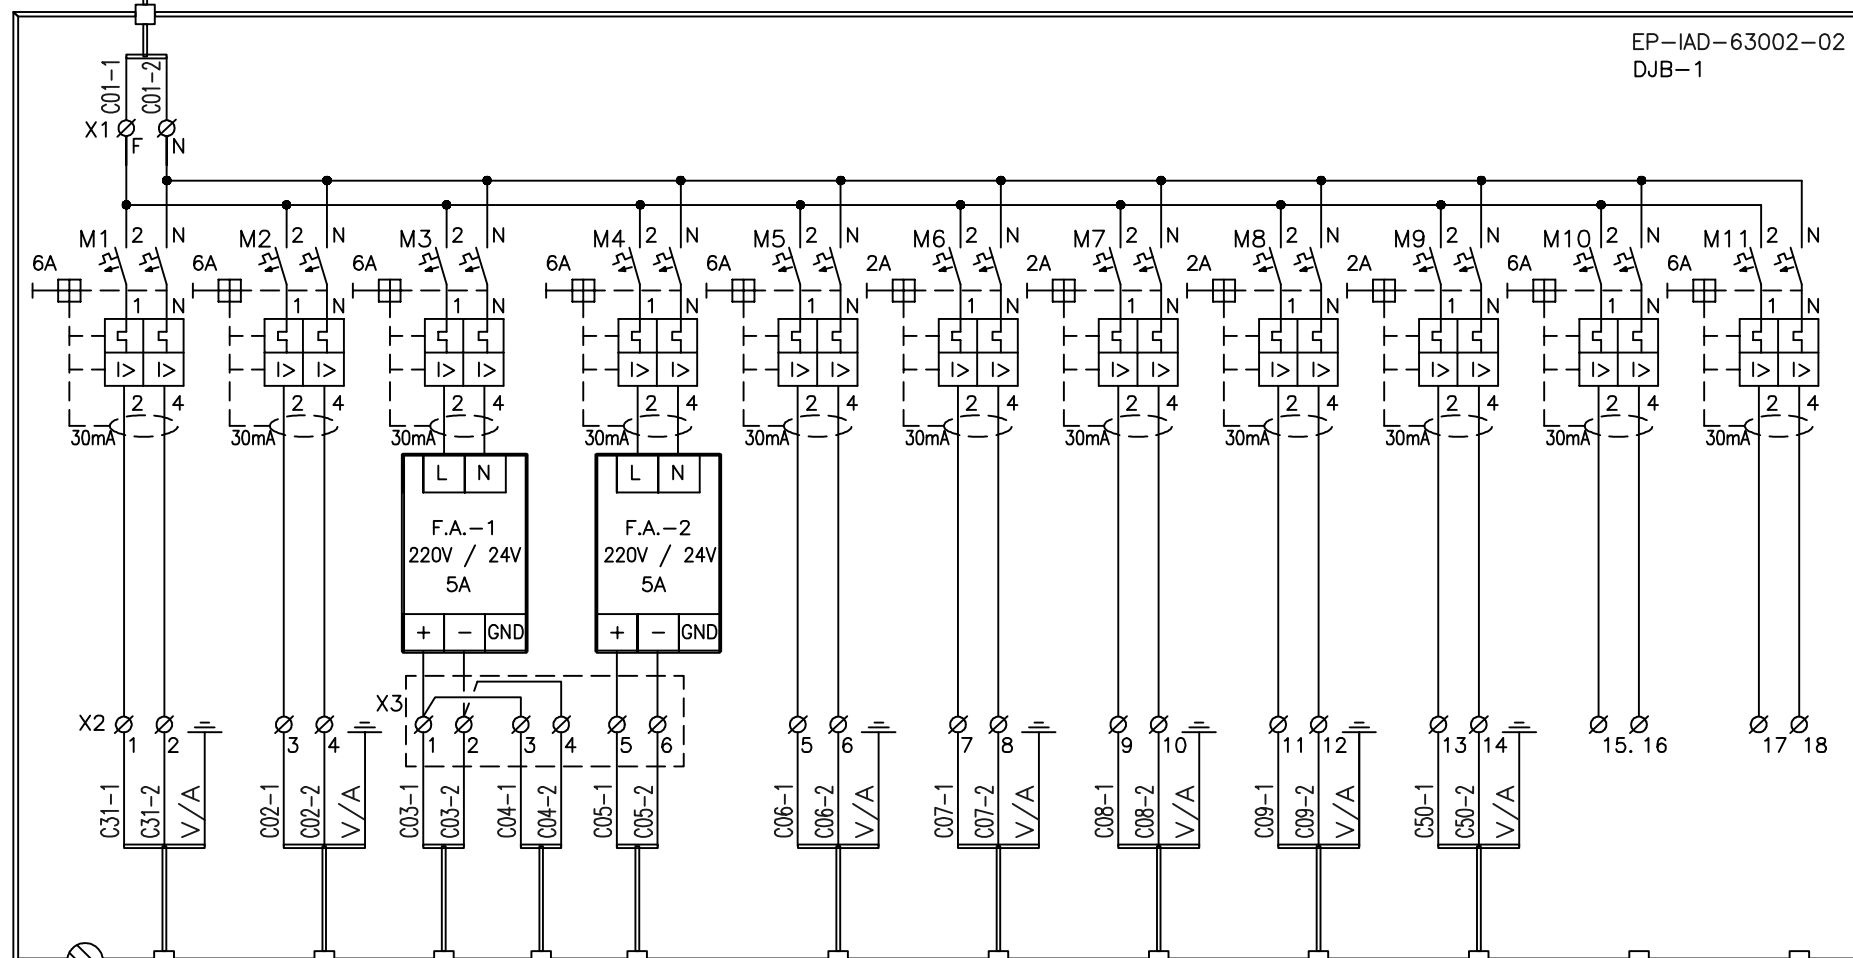 EP-IAD-63002-02
DJB-1
C01-1 C01-2
X1 F N
M1 2 N M2 2 N M3 2 N M4 2 N M5 2 N M6 2 N M7 2 N M8 2 N M9 2 N M10 2 N M11 2 N
6A 6A 6A 6A 6A 2A 2A 2A 2A 6A 6A
1 N 1 N 1 N 1 N 1 N 1 N 1 N 1 N 1 N 1 N 1 N
I> I> I> I> I> I> I> I> I> I> I> I> I> I> I> I> I> I> I> I> I> I>
2 4 2 4 2 4 2 4 2 4 2 4 2 4 2 4 2 4 2 4 2 4
30mA 30mA 30mA 30mA 30mA 30mA 30mA 30mA 30mA 30mA 30mA
L N L N
F.A.-1 F.A.-2
220V / 24V 220V / 24V
5A 5A
+ - GND + - GND
X2 X3
1 2 3 4 1 2 3 4 5 6 5 6 7 8 9 10 11 12 13 14 15. 16 17 18
C31-1 C31-2 V/A C02-1 C02-2 V/A C03-1 C03-2 C04-1 C04-2 C05-1 C05-2 C06-1 C06-2 V/A C07-1 C07-2 V/A C08-1 C08-2 V/A C09-1 C09-2 V/A C50-1 C50-2 V/A